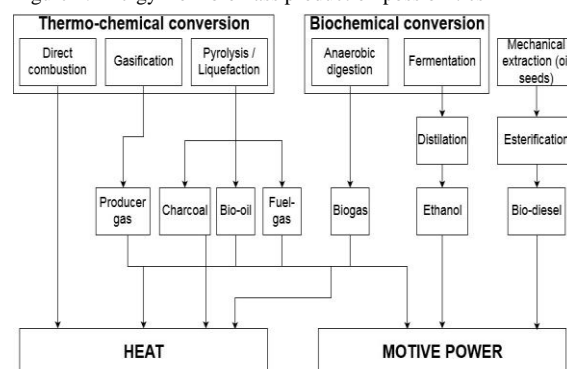 Thermo-chemical conversion
Biochemical conversion
Direct
combustion
Gasification
Pyrolysis /
Liquefaction
Anaerobic
digestion
Fermentation
Mechanical
extraction (oi
seeds)
Distilation
Esterification
Producer
gas
Charcoal
Bio-oil
Fuel-
gas
Biogas
Ethanol
Bio-diesel
HEAT
MOTIVE POWER